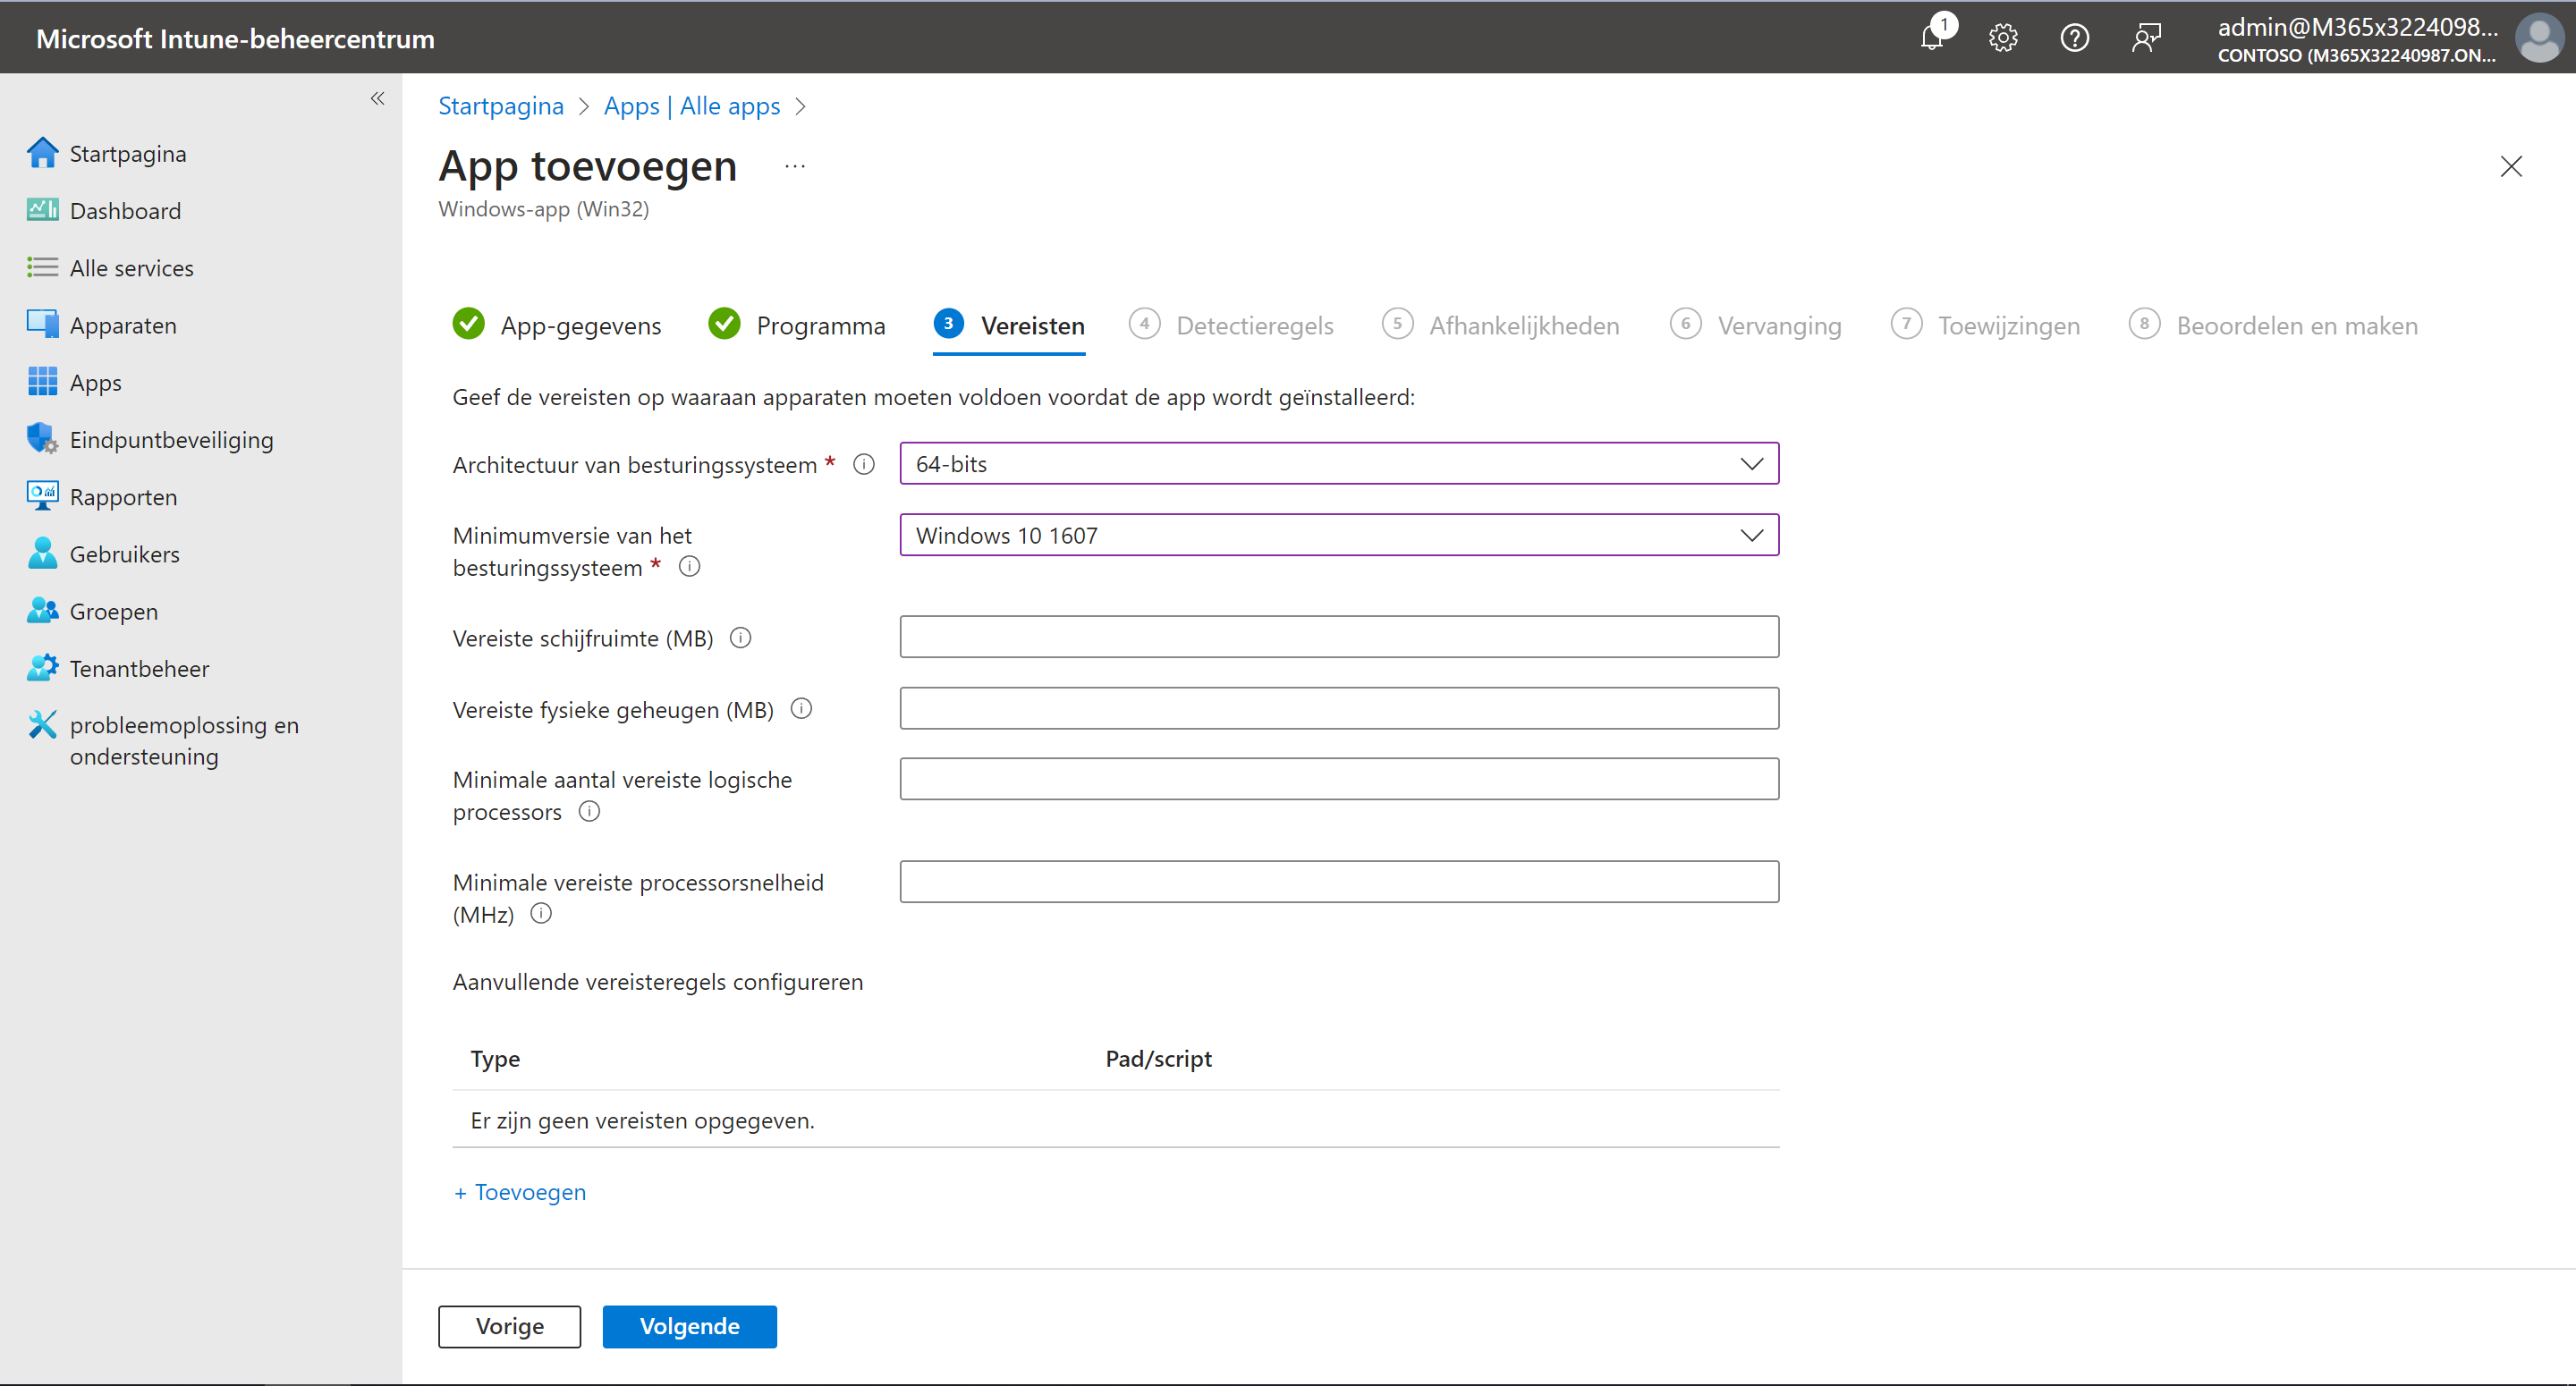 Microsoft Intune-beheercentrum
1
admin@M365x3224098...
CONTOSO (M365X32240987.ON...
Startpagina
Dashboard
Alle services
Apparaten
Apps
Eindpuntbeveiliging
Rapporten
Gebruikers
Groepen
Tenantbeheer
probleemoplossing en
ondersteuning
Startpagina > Apps | Alle apps >
App toevoegen ...
Windows-app (Win32)
App-gegevens
Programma
3 Vereisten
4 Detectieregels
5 Afhankelijkheden
6 Vervanging
7 Toewijzingen
8 Beoordelen en maken
Geef de vereisten op waaraan apparaten moeten voldoen voordat de app wordt geïnstalleerd:
Architectuur van besturingssysteem *
64-bits
Minimumversie van het
besturingssysteem *
Windows 10 1607
Vereiste schijfruimte (MB)
Vereiste fysieke geheugen (MB)
Minimale aantal vereiste logische
processors
Minimale vereiste processorsnelheid
(MHz)
Aanvullende vereisteregels configureren
Type
Pad/script
Er zijn geen vereisten opgegeven.
+ Toevoegen
Vorige
Volgende